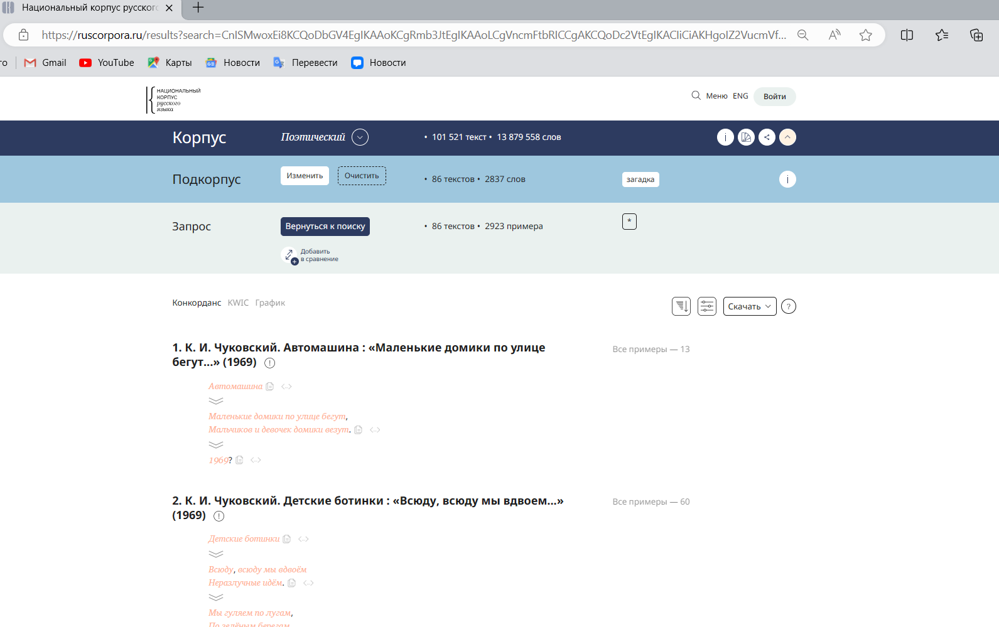 Национальный корпус русског
https://ruscorpora.ru/results?search=CnISMwoxEi8KCQoDbGV4EgIKAAoKCgRmb3JtEgIKAAoLCgVncmFtbRICCgAKCQoDc2VtEgIKACIiCiAKHgoIZ2VucmVf...
го
Gmail
YouTube
Карты
Новости
Перевести
Новости
НАЦИОНАЛЬНЫЙ
КОРПУС
русского
языка
Меню ENG Войти
Корпус Поэтический • 101 521 текст • 13 879 558 слов
Подкорпус Изменить Очистить • 86 текстов • 2837 слов загадка
Запрос Вернуться к поиску • 86 текстов • 2923 примера *
Добавить
в сравнение
Конкорданс KWIC График Скачать ?
1. К. И. Чуковский. Автомашина : «Маленькие домики по улице
бегут...» (1969)
Все примеры — 13
Автомашина
Маленькие домики по улице бегут,
Мальчиков и девочек домики везут.
1969?
2. К. И. Чуковский. Детские ботинки : «Всюду, всюду мы вдвоем...»
(1969)
Все примеры — 60
Детские ботинки
Всюду, всюду мы вдвоём
Неразлучные идём.
Мы гуляем по лугам,
По зелёным берегам